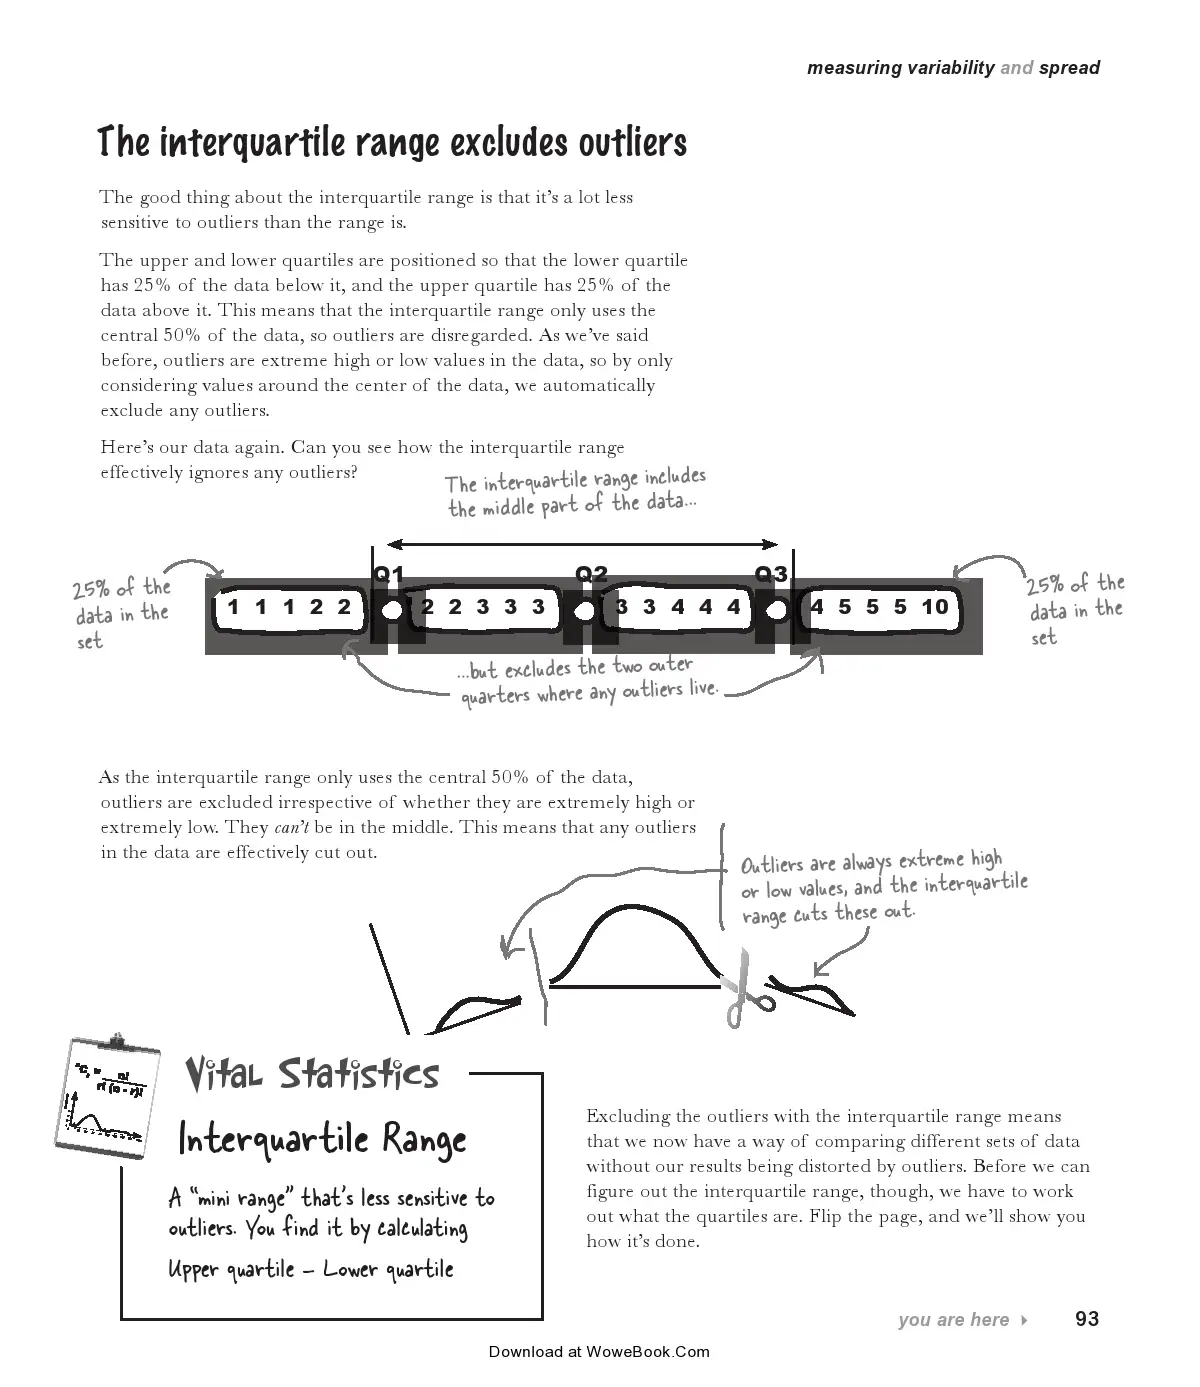 measuring variability and spread
The interquartile range excludes outliers
The good thing about the interquartile range is that it's a lot less
sensitive to outliers than the range is.
The upper and lower quartiles are positioned so that the lower quartile
has 25% of the data below it, and the upper quartile has 25% of the
data above it. This means that the interquartile range only uses the
central 50% of the data, so outliers are disregarded. As we've said
before, outliers are extreme high or low values in the data, so by only
considering values around the center of the data, we automatically
exclude any outliers.
Here's our data again. Can you see how the interquartile range
effectively ignores any outliers?
The interquartile range includes
the middle part of the data...
25% of the
data in the
set
Q1 Q2 Q3
1 1 1 2 2 2 2 3 3 3 3 3 4 4 4 4 5 5 5 10
25% of the
data in the
set
...but excludes the two outer
quarters where any outliers live.
As the interquartile range only uses the central 50% of the data,
outliers are excluded irrespective of whether they are extremely high or
extremely low. They can't be in the middle. This means that any outliers
in the data are effectively cut out.
Outliers are always extreme high
or low values, and the interquartile
range cuts these out.
Vital Statistics
Interquartile Range
A "mini range" that's less sensitive to
outliers. You find it by calculating
Upper quartile – Lower quartile
nCr = n!
r! (n - r)!
Excluding the outliers with the interquartile range means
that we now have a way of comparing different sets of data
without our results being distorted by outliers. Before we can
figure out the interquartile range, though, we have to work
out what the quartiles are. Flip the page, and we'll show you
how it's done.
you are here 93
Download at WoweBook.Com